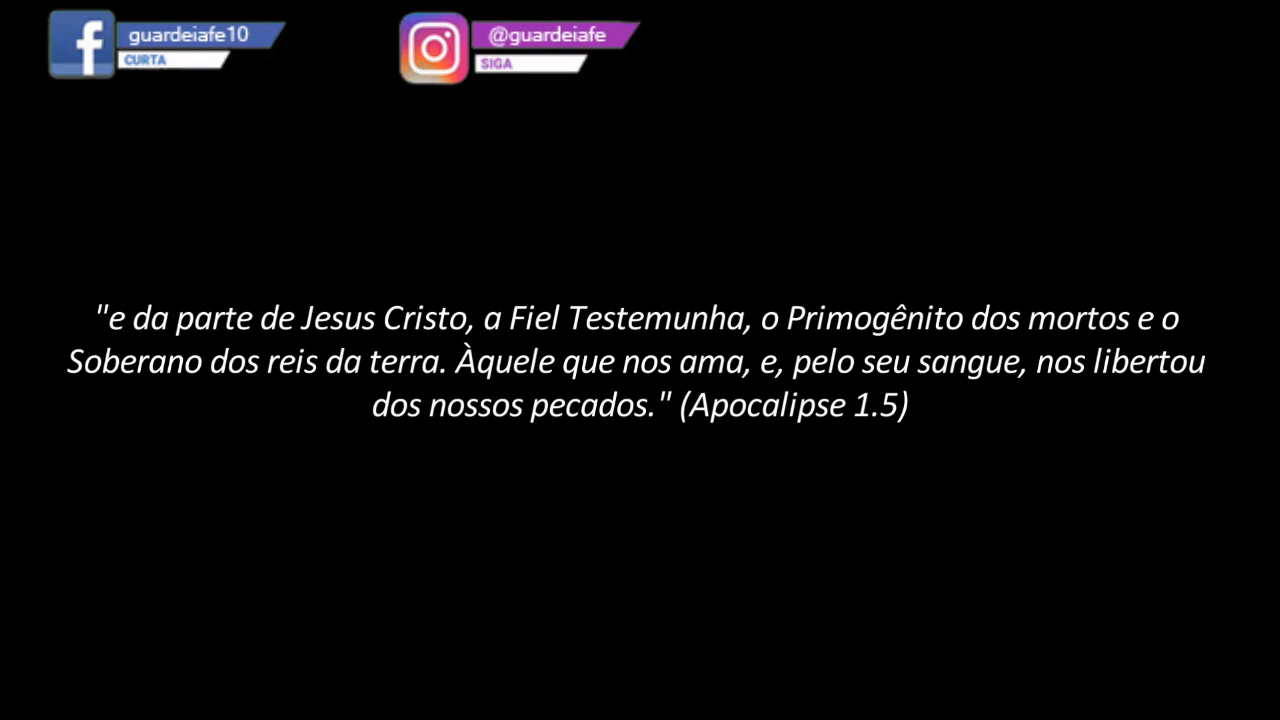 guardeiafe10
CURTA
@guardeiafe
SIGA
"e da parte de Jesus Cristo, a Fiel Testemunha, o Primogênito dos mortos e o
Soberano dos reis da terra. Àquele que nos ama, e, pelo seu sangue, nos libertou
dos nossos pecados." (Apocalipse 1.5)